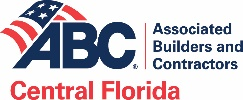 ABC®
Associated
Builders and
Contractors
Central Florida